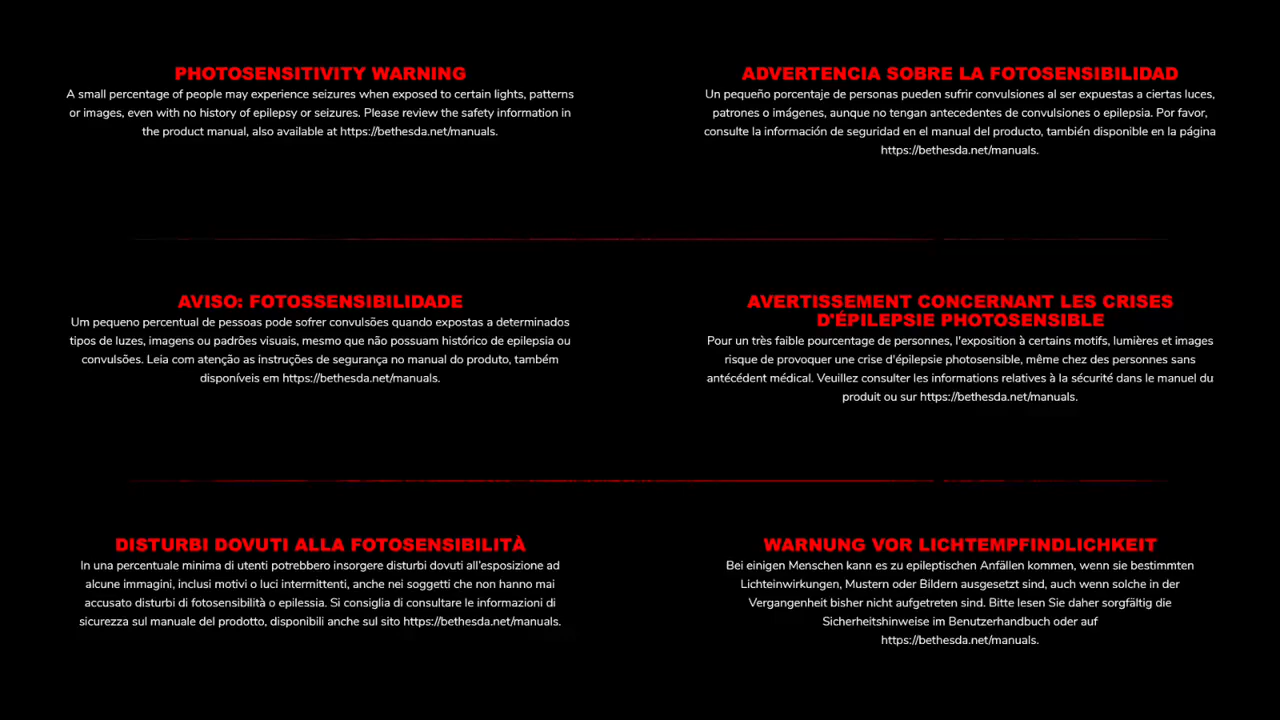 PHOTOSENSITIVITY WARNING
A small percentage of people may experience seizures when exposed to certain lights, patterns
or images, even with no history of epilepsy or seizures. Please review the safety information in
the product manual, also available at https://bethesda.net/manuals.
ADVERTENCIA SOBRE LA FOTOSENSIBILIDAD
Un pequeño porcentaje de personas pueden sufrir convulsiones al ser expuestas a ciertas luces,
patrones o imágenes, aunque no tengan antecedentes de convulsiones o epilepsia. Por favor,
consulte la información de seguridad en el manual del producto, también disponible en la página
https://bethesda.net/manuals.
AVISO: FOTOSSENSIBILIDADE
Um pequeno percentual de pessoas pode sofrer convulsões quando expostas a determinados
tipos de luzes, imagens ou padrões visuais, mesmo que não possuam histórico de epilepsia ou
convulsões. Leia com atenção as instruções de segurança no manual do produto, também
disponíveis em https://bethesda.net/manuals.
AVERTISSEMENT CONCERNANT LES CRISES
D'ÉPILEPSIE PHOTOSENSIBLE
Pour un très faible pourcentage de personnes, l'exposition à certains motifs, lumières et images
risque de provoquer une crise d'épilepsie photosensible, même chez des personnes sans
antécédent médical. Veuillez consulter les informations relatives à la sécurité dans le manuel du
produit ou sur https://bethesda.net/manuals.
DISTURBI DOVUTI ALLA FOTOSENSIBILITÀ
In una percentuale minima di utenti potrebbero insorgere disturbi dovuti all'esposizione ad
alcune immagini, inclusi motivi o luci intermittenti, anche nei soggetti che non hanno mai
accusato disturbi di fotosensibilità o epilessia. Si consiglia di consultare le informazioni di
sicurezza sul manuale del prodotto, disponibili anche sul sito https://bethesda.net/manuals.
WARNUNG VOR LICHTEMPFINDLICHKEIT
Bei einigen Menschen kann es zu epileptischen Anfällen kommen, wenn sie bestimmten
Lichteinwirkungen, Mustern oder Bildern ausgesetzt sind, auch wenn solche in der
Vergangenheit bisher nicht aufgetreten sind. Bitte lesen Sie daher sorgfältig die
Sicherheitshinweise im Benutzerhandbuch oder auf
https://bethesda.net/manuals.